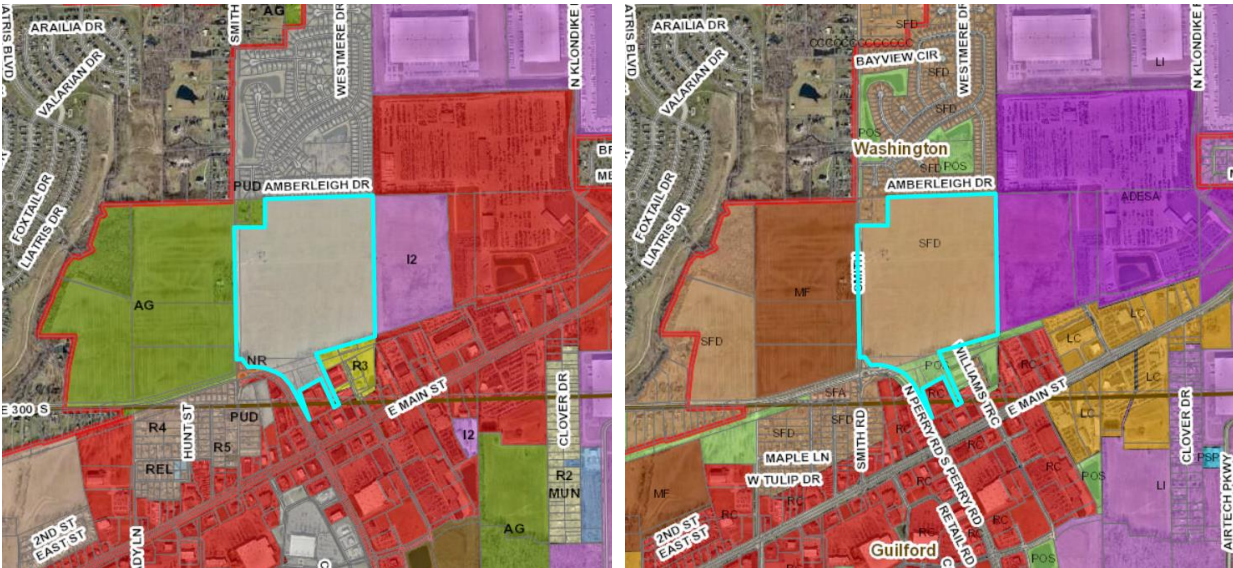 ATRIS BLVD
ARAILIA DR
SMITH
AG
WESTMERE DR
N KLONDIKE
VALARIAN DR
FOXTAIL DR
LIATRIS DR
PUD
AMBERLEIGH DR
AG
I2
NR
R3
E MAIN ST
E 300 S
HUNT ST
R4
PUD
R5
REL
I2
CLOVER DR
R2
MUN
AG
2ND ST
EAST ST
DY LN
ATRIS BLVD
ARAILIA DR
SFD
CCCCCCCCCCCCC
BAYVIEW CIR
WESTMERE DR
N KLONDIKE
LI
VALARIAN DR
SFD
SFD
POS
Washington
SFD
POS
FOXTAIL DR
LIATRIS DR
AMBERLEIGH DR
ADESA
SMITH
SFD
MF
SFD
LC
LC
LC
LC
POS
WILLIAMS TRC
RC
RC
E MAIN ST
SFA
SFD
SFD
SMITH RD
N PERRY RD
S PERRY RD
RC
RC
CLOVER DR
MAPLE LN
W TULIP DR
RC
RC
RC
RC
PSP
POS
LI
MF
RETAIL RD
AIRTECH PKWY
2ND ST
EAST ST
RC
RC
Guilford
POS